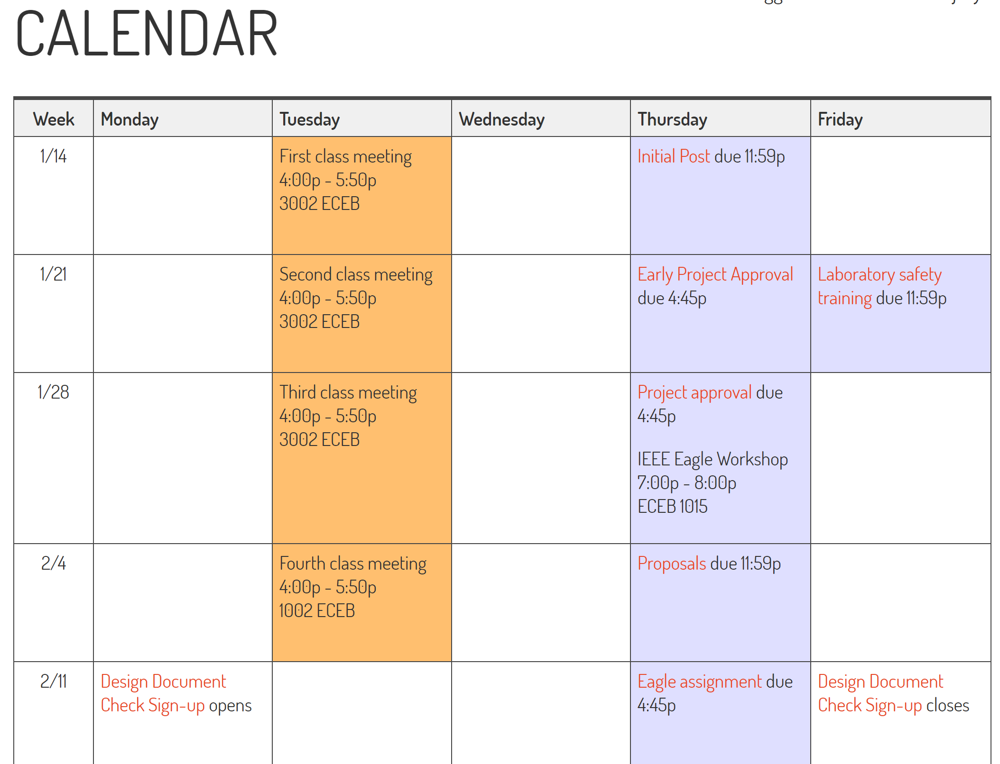 CALENDAR
Week Monday Tuesday Wednesday Thursday Friday
1/14
First class meeting
4:00p - 5:50p
3002 ECEB
Initial Post due 11:59p
1/21
Second class meeting
4:00p - 5:50p
3002 ECEB
Early Project Approval
due 4:45p
Laboratory safety
training due 11:59p
1/28
Third class meeting
4:00p - 5:50p
3002 ECEB
Project approval due
4:45p
IEEE Eagle Workshop
7:00p - 8:00p
ECEB 1015
2/4
Fourth class meeting
4:00p - 5:50p
1002 ECEB
Proposals due 11:59p
2/11
Design Document
Check Sign-up opens
Eagle assignment due
4:45p
Design Document
Check Sign-up closes